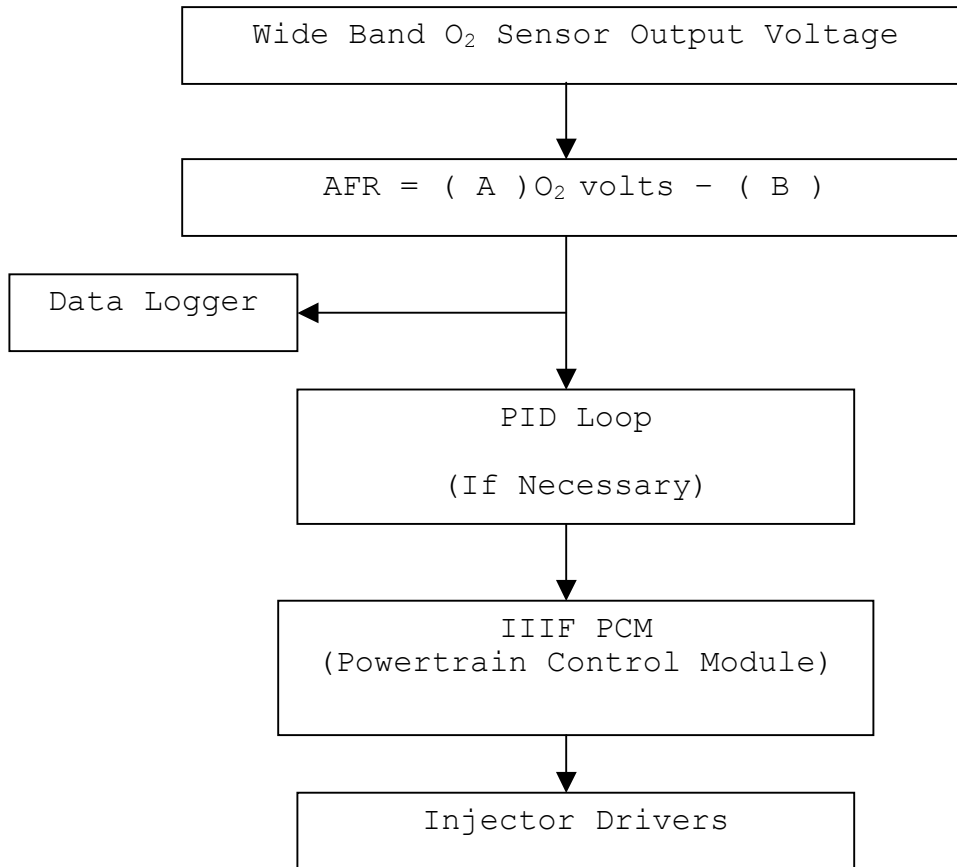 Wide Band O₂ Sensor Output Voltage
AFR = ( A )O₂ volts – ( B )
Data Logger
PID Loop
(If Necessary)
IIIF PCM
(Powertrain Control Module)
Injector Drivers